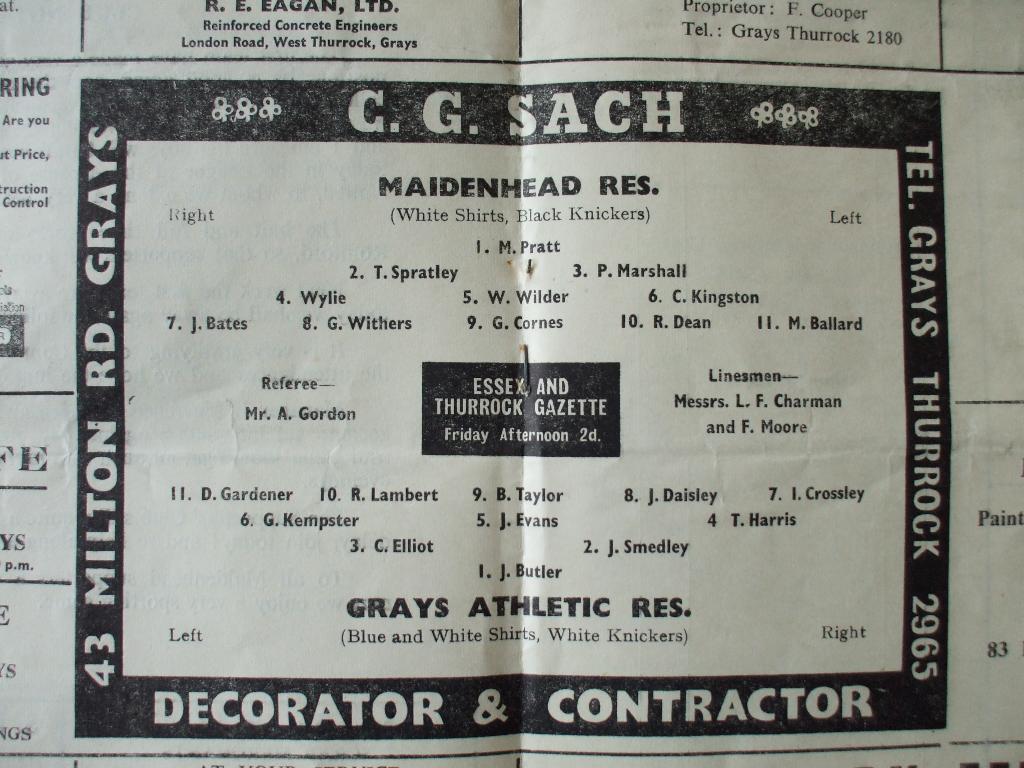 at.
R. E. EAGAN, LTD.
Reinforced Concrete Engineers
London Road, West Thurrock, Grays
Proprietor: F. Cooper
Tel.: Grays Thurrock 2180
RING
Are you
Price,
Control
P.M.
YS
p.m.
YS
NGS
C. G. SACH
43 MILTON RD. GRAYS
TEL. GRAYS THURROCK 2965
MAIDENHEAD RES.
Right (White Shirts, Black Knickers) Left
1. M. Pratt
2. T. Spratley 3. P. Marshall
4. Wylie 5. W. Wilder 6. C. Kingston
7. J. Bates 8. G. Withers 9. G. Cornes 10. R. Dean 11. M. Ballard
Referee—
Mr. A. Gordon
ESSEX AND
THURROCK GAZETTE
Friday Afternoon 2d.
Linesmen—
Messrs. L. F. Charman
and F. Moore
11. D. Gardener 10. R. Lambert 9. B. Taylor 8. J. Daisley 7. I. Crossley
6. G. Kempster 5. J. Evans 4 T. Harris
3. C. Elliot 2. J. Smedley
1. J. Butler
GRAYS ATHLETIC RES.
Left (Blue and White Shirts, White Knickers) Right
DECORATOR & CONTRACTOR
Paint
83